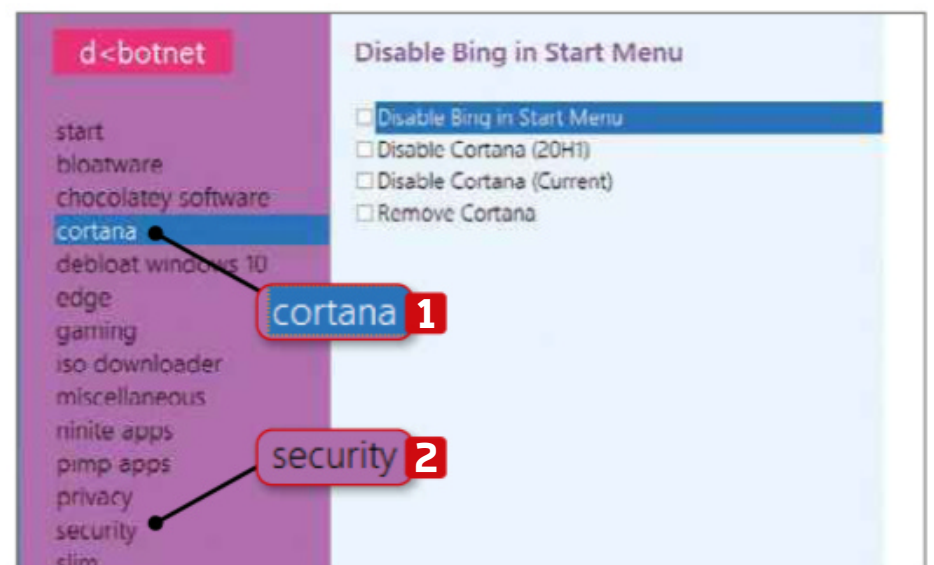 d<botnet
start
bloatware
chocolatey software
cortana
debloat windows 10
edge
gaming
iso downloader
miscellaneous
ninite apps
pimp apps
privacy
security
slim
Disable Bing in Start Menu
Disable Bing in Start Menu
Disable Cortana (20H1)
Disable Cortana (Current)
Remove Cortana
cortana 1
security 2